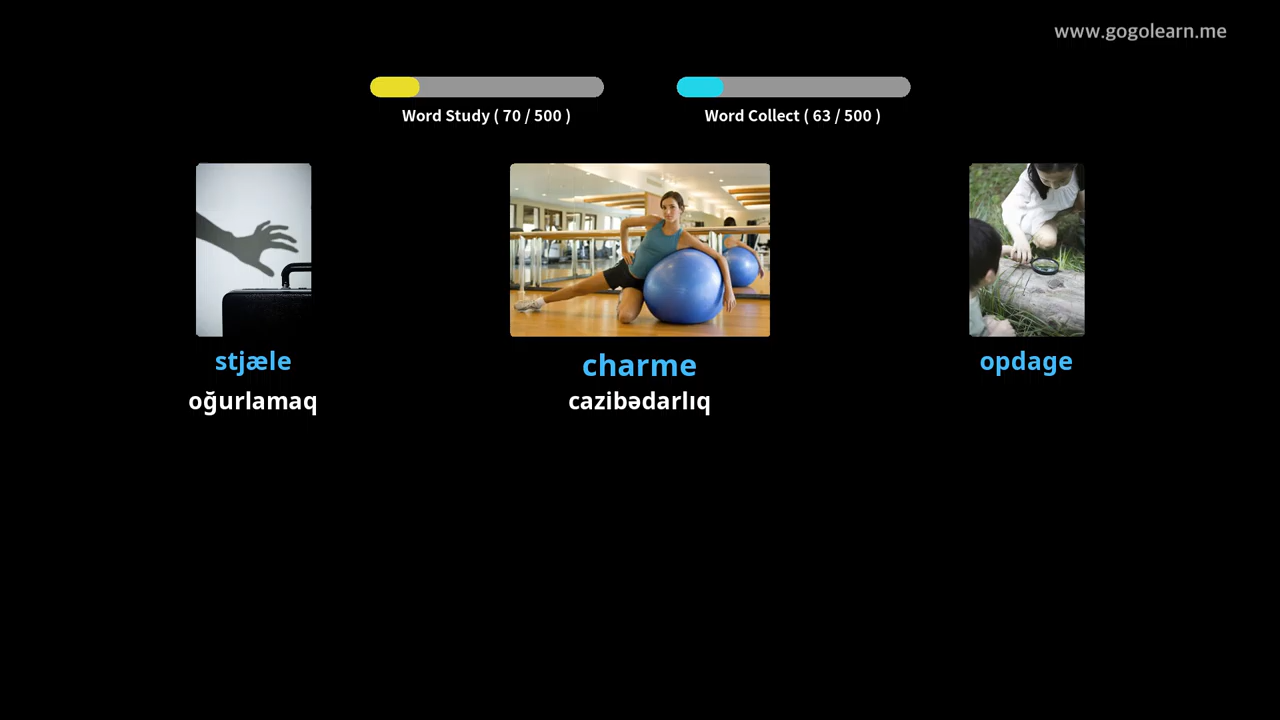 www.gogolearn.me
Word Study ( 70 / 500 )
Word Collect ( 63 / 500 )
stjæle
charme
opdage
oğurlamaq
cazibədarlıq